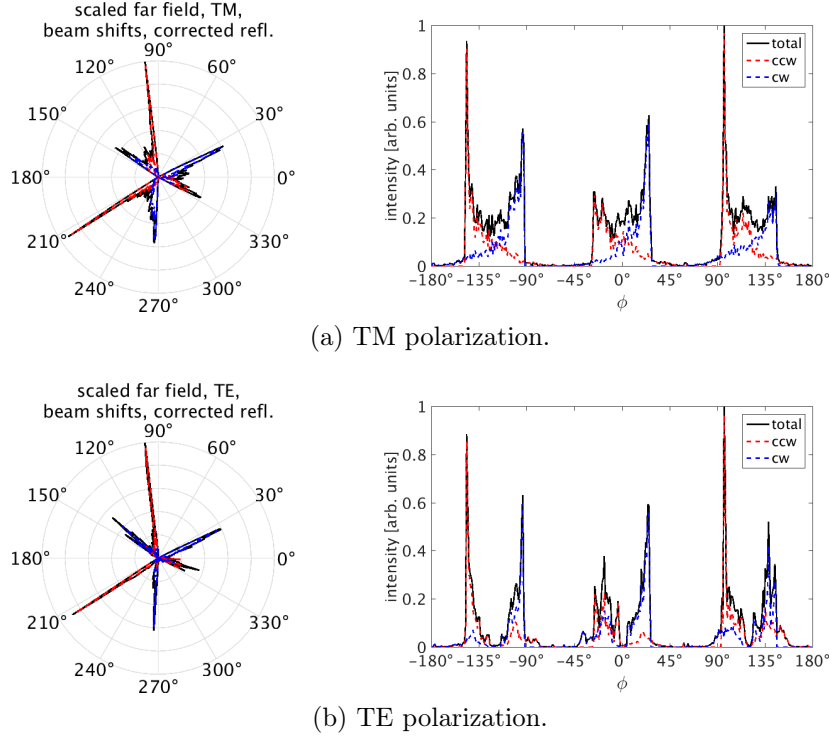 scaled far field, TM,
beam shifts, corrected refl.
90°
120° 60°
150° 30°
180° 0°
210° 330°
240° 300°
270°
1
0.8
0.6
0.4
0.2
0
intensity [arb. units]
total
ccw
cw
−180° −135° −90° −45° 0° 45° 90° 135° 180°
ϕ
(a) TM polarization.
scaled far field, TE,
beam shifts, corrected refl.
90°
120° 60°
150° 30°
180° 0°
210° 330°
240° 300°
270°
1
0.8
0.6
0.4
0.2
0
intensity [arb. units]
total
ccw
cw
−180° −135° −90° −45° 0° 45° 90° 135° 180°
ϕ
(b) TE polarization.